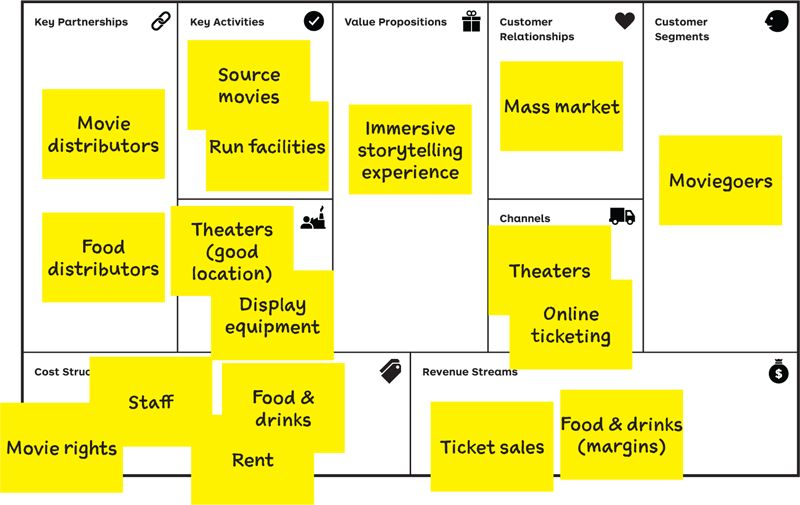 Key Partnerships
Movie
distributors
Food
distributors
Key Activities
Source
movies
Run facilities
Theaters
(good
location)
Display
equipment
Value Propositions
Immersive
storytelling
experience
Customer
Relationships
Mass market
Channels
Theaters
Online
ticketing
Customer
Segments
Moviegoers
Cost Struc
Staff
Movie rights
Food &
drinks
Rent
Revenue Streams
Ticket sales
Food & drinks
(margins)
$